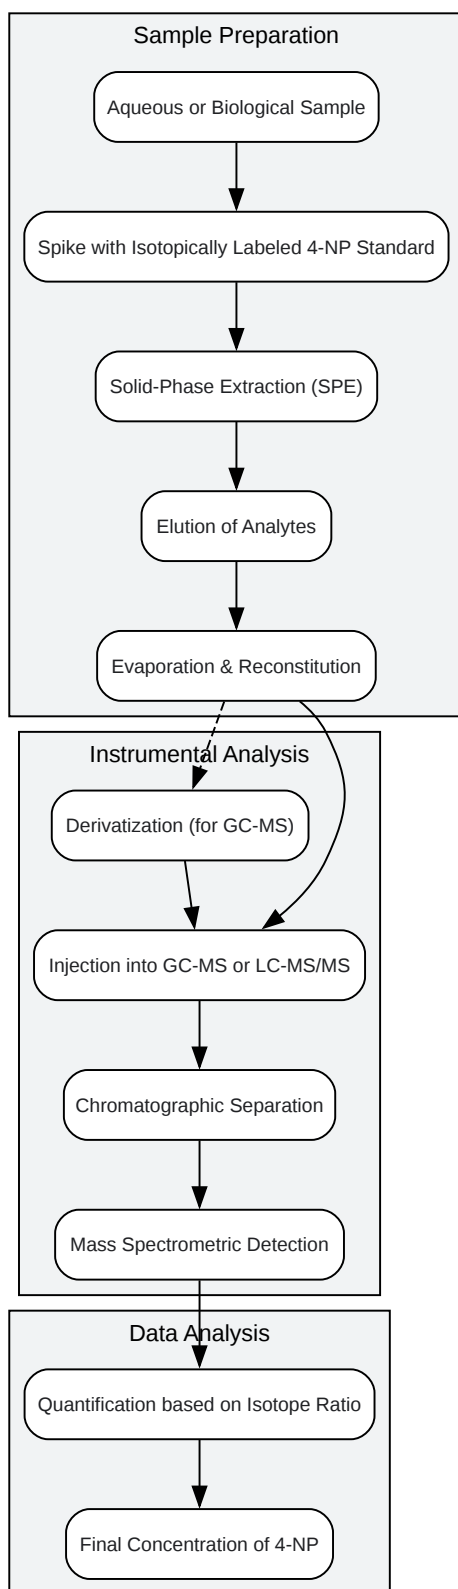 Sample Preparation
Aqueous or Biological Sample
Spike with Isotopically Labeled 4-NP Standard
Solid-Phase Extraction (SPE)
Elution of Analytes
Evaporation & Reconstitution
Instrumental Analysis
Derivatization (for GC-MS)
Injection into GC-MS or LC-MS/MS
Chromatographic Separation
Mass Spectrometric Detection
Data Analysis
Quantification based on Isotope Ratio
Final Concentration of 4-NP